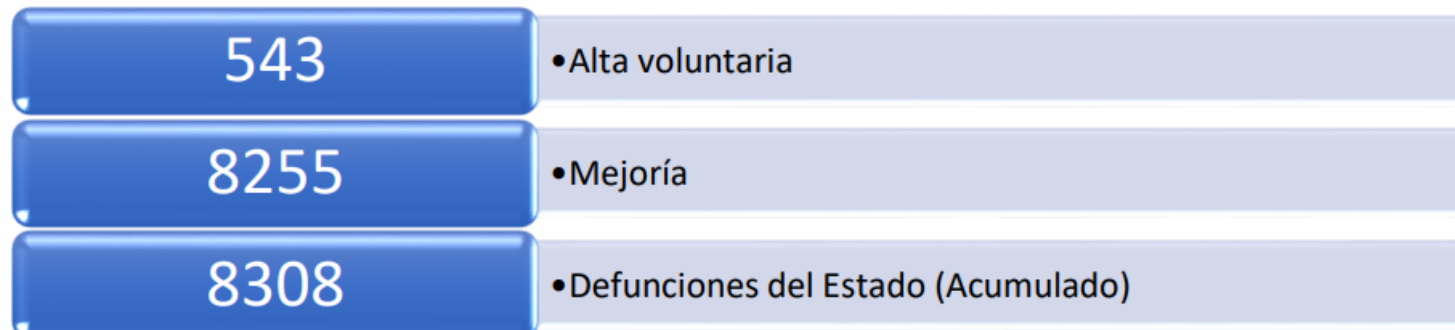 543
•Alta voluntaria
8255
•Mejoría
8308
•Defunciones del Estado (Acumulado)